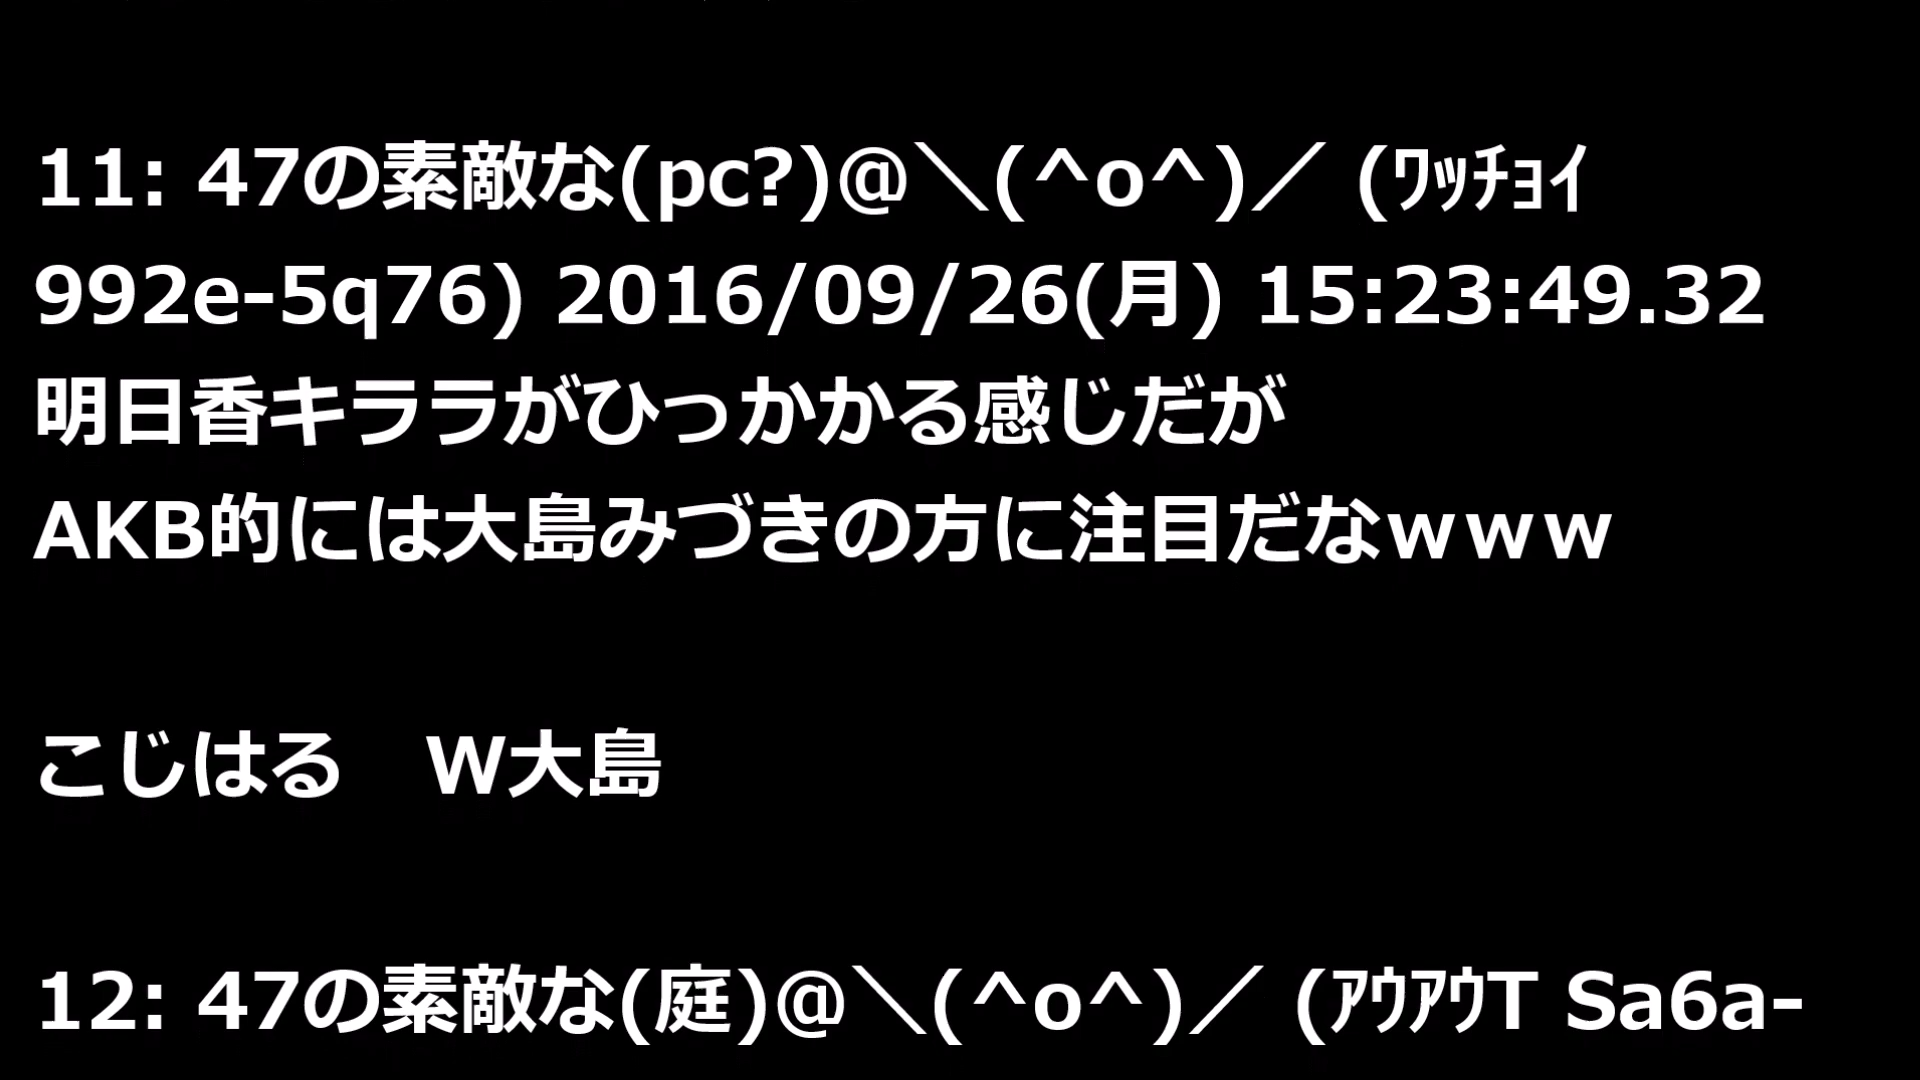 11: 47の素敵な(pc?)@＼(^o^)／ (ﾜｯﾁｮｲ
992e-5q76) 2016/09/26(月) 15:23:49.32
明日香キララがひっかかる感じだが
AKB的には大島みづきの方に注目だなｗｗｗ
こじはる　W大島
12: 47の素敵な(庭)@＼(^o^)／ (ｱｳｱｳT Sa6a-